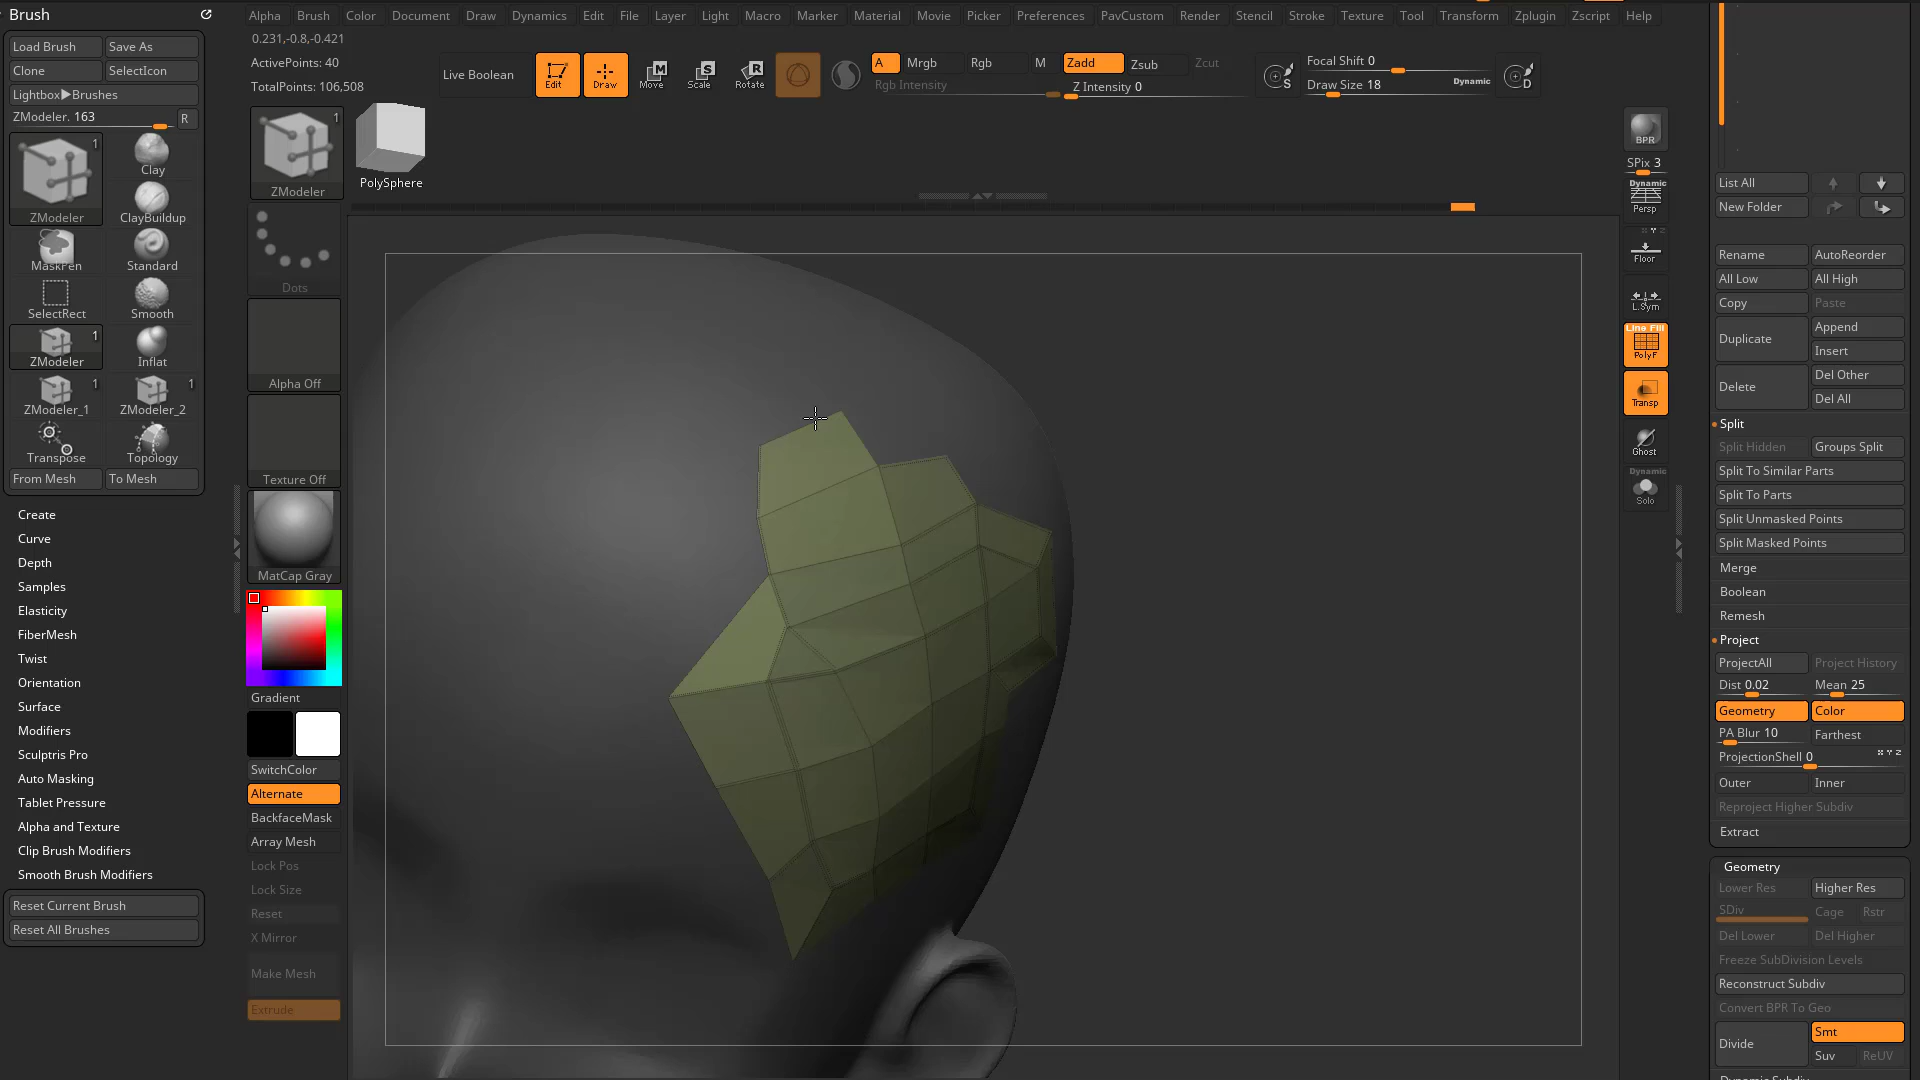 Brush
Alpha Brush Color Document Draw Dynamics Edit File Layer Light Macro Marker Material Movie Picker Preferences PavCustom Render Stencil Stroke Texture Tool Transform Zplugin Zscript Help
0.231,-0.8,-0.421
ActivePoints: 40
TotalPoints: 106,508
Load Brush Save As
Clone SelectIcon
Lightbox▶Brushes
ZModeler. 163 R
Live Boolean
Edit Draw Move Scale Rotate
A Mrgb Rgb M Zadd Zsub Zcut
Rgb Intensity Z Intensity 0
S Focal Shift 0
Draw Size 18 Dynamic D
1 ZModeler
Clay
ClayBuildup
MaskPen Standard
SelectRect Smooth
1 ZModeler Inflat
1 ZModeler_1 1 ZModeler_2
Transpose Topology
From Mesh To Mesh
Create
Curve
Depth
Samples
Elasticity
FiberMesh
Twist
Orientation
Surface
Modifiers
Sculptris Pro
Auto Masking
Tablet Pressure
Alpha and Texture
Clip Brush Modifiers
Smooth Brush Modifiers
Reset Current Brush
Reset All Brushes
1 ZModeler
PolySphere
Dots
Alpha Off
Texture Off
MatCap Gray
Gradient
SwitchColor
Alternate
BackfaceMask
Array Mesh
Lock Pos
Lock Size
Reset
X Mirror
Make Mesh
Extrude
BPR
SPix 3
Dynamic
Persp
Floor
L.Sym
Line Fill
PolyF
Transp
Ghost
Dynamic
Solo
List All
New Folder
Rename AutoReorder
All Low All High
Copy Paste
Duplicate Append
Insert
Delete Del Other
Del All
Split
Split Hidden Groups Split
Split To Similar Parts
Split To Parts
Split Unmasked Points
Split Masked Points
Merge
Boolean
Remesh
Project
ProjectAll Project History
Dist 0.02 Mean 25
Geometry Color
PA Blur 10 Farthest
ProjectionShell 0
Outer Inner
Reproject Higher Subdiv
Extract
Geometry
Lower Res Higher Res
SDiv Cage Rstr
Del Lower Del Higher
Freeze SubDivision Levels
Reconstruct Subdiv
Convert BPR To Geo
Divide Smt
Suv ReUV